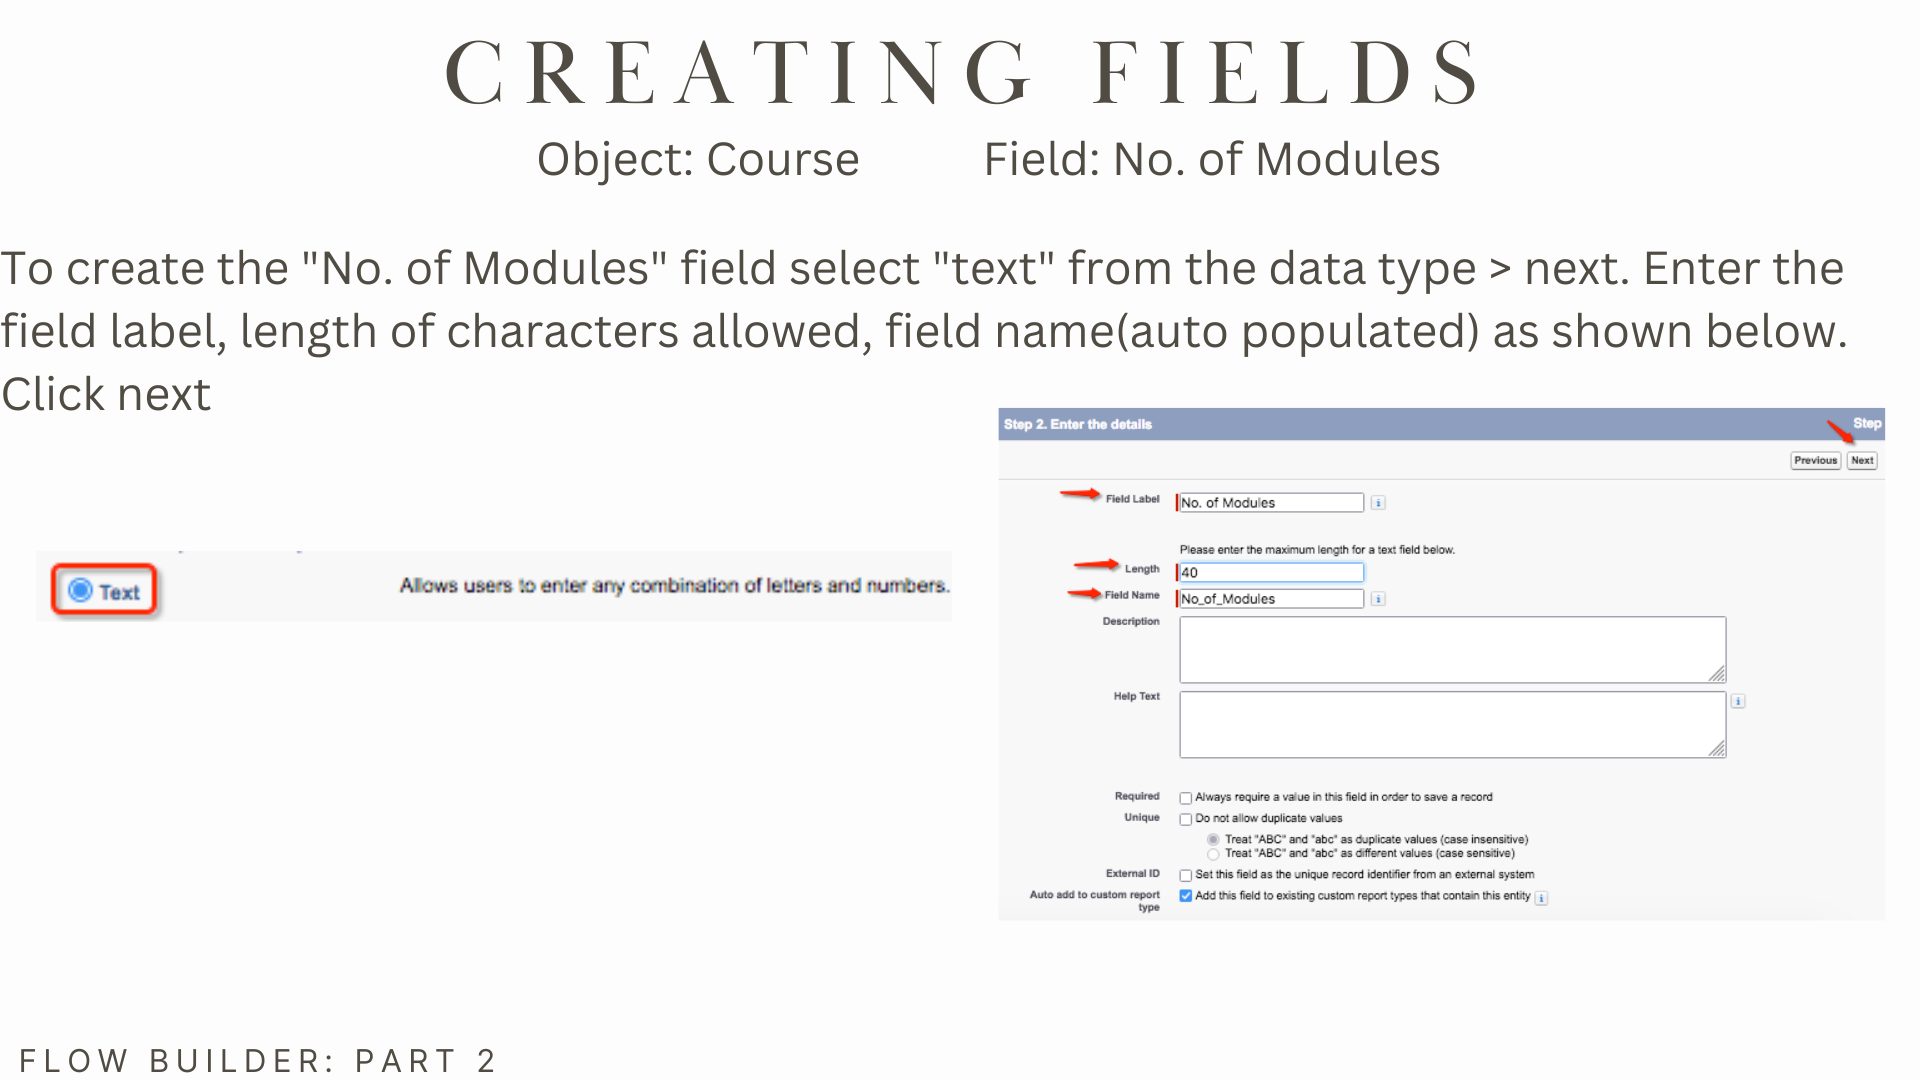 CREATING FIELDS
Object: Course Field: No. of Modules
To create the "No. of Modules" field select "text" from the data type > next. Enter the
field label, length of characters allowed, field name(auto populated) as shown below.
Click next
Text Allows users to enter any combination of letters and numbers.
Step 2. Enter the details Step
Previous Next
Field Label No. of Modules
Please enter the maximum length for a text field below.
Length 40
Field Name No_of_Modules
Description
Help Text
Required Always require a value in this field in order to save a record
Unique Do not allow duplicate values
Treat "ABC" and "abc" as duplicate values (case insensitive)
Treat "ABC" and "abc" as different values (case sensitive)
External ID Set this field as the unique record identifier from an external system
Auto add to custom report Add this field to existing custom report types that contain this entity
type
FLOW BUILDER: PART 2